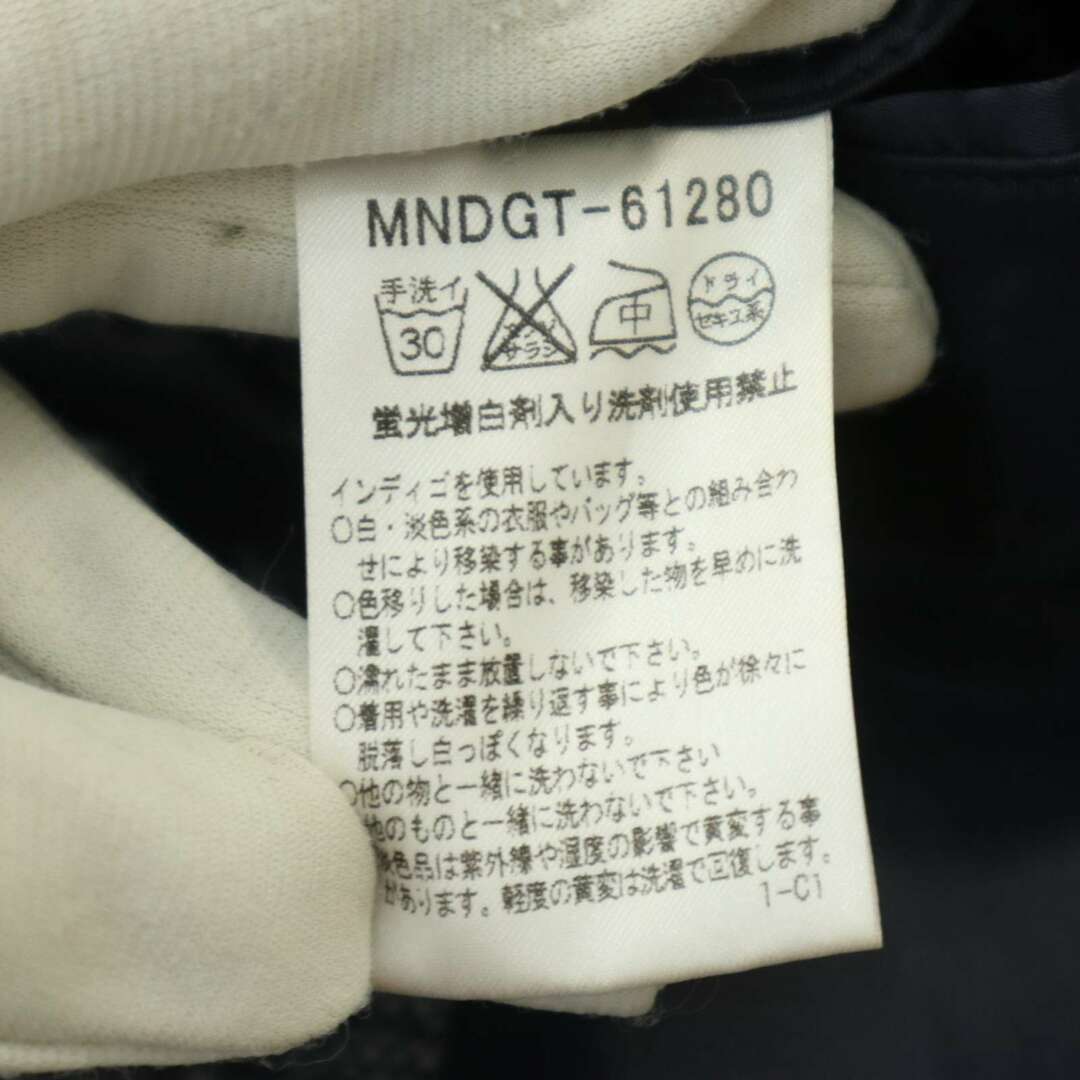 MNDGT-61280
手洗イ
30
エンソ
サラシ
中
ドライ
セキユ系
蛍光増白剤入り洗剤使用禁止
インディゴを使用しています。
○白・淡色系の衣服やバッグ等との組み合わ
せにより移染する事があります。
○色移りした場合は、移染した物を早めに洗
濯して下さい。
○濡れたまま放置しないで下さい。
○着用や洗濯を繰り返す事により色が徐々に
脱落し白っぽくなります。
○他の物と一緒に洗わないで下さい
他のものと一緒に洗わないで下さい。
淡色品は紫外線や湿度の影響で黄変する事
があります。軽度の黄変は洗濯で回復します。
1-C1